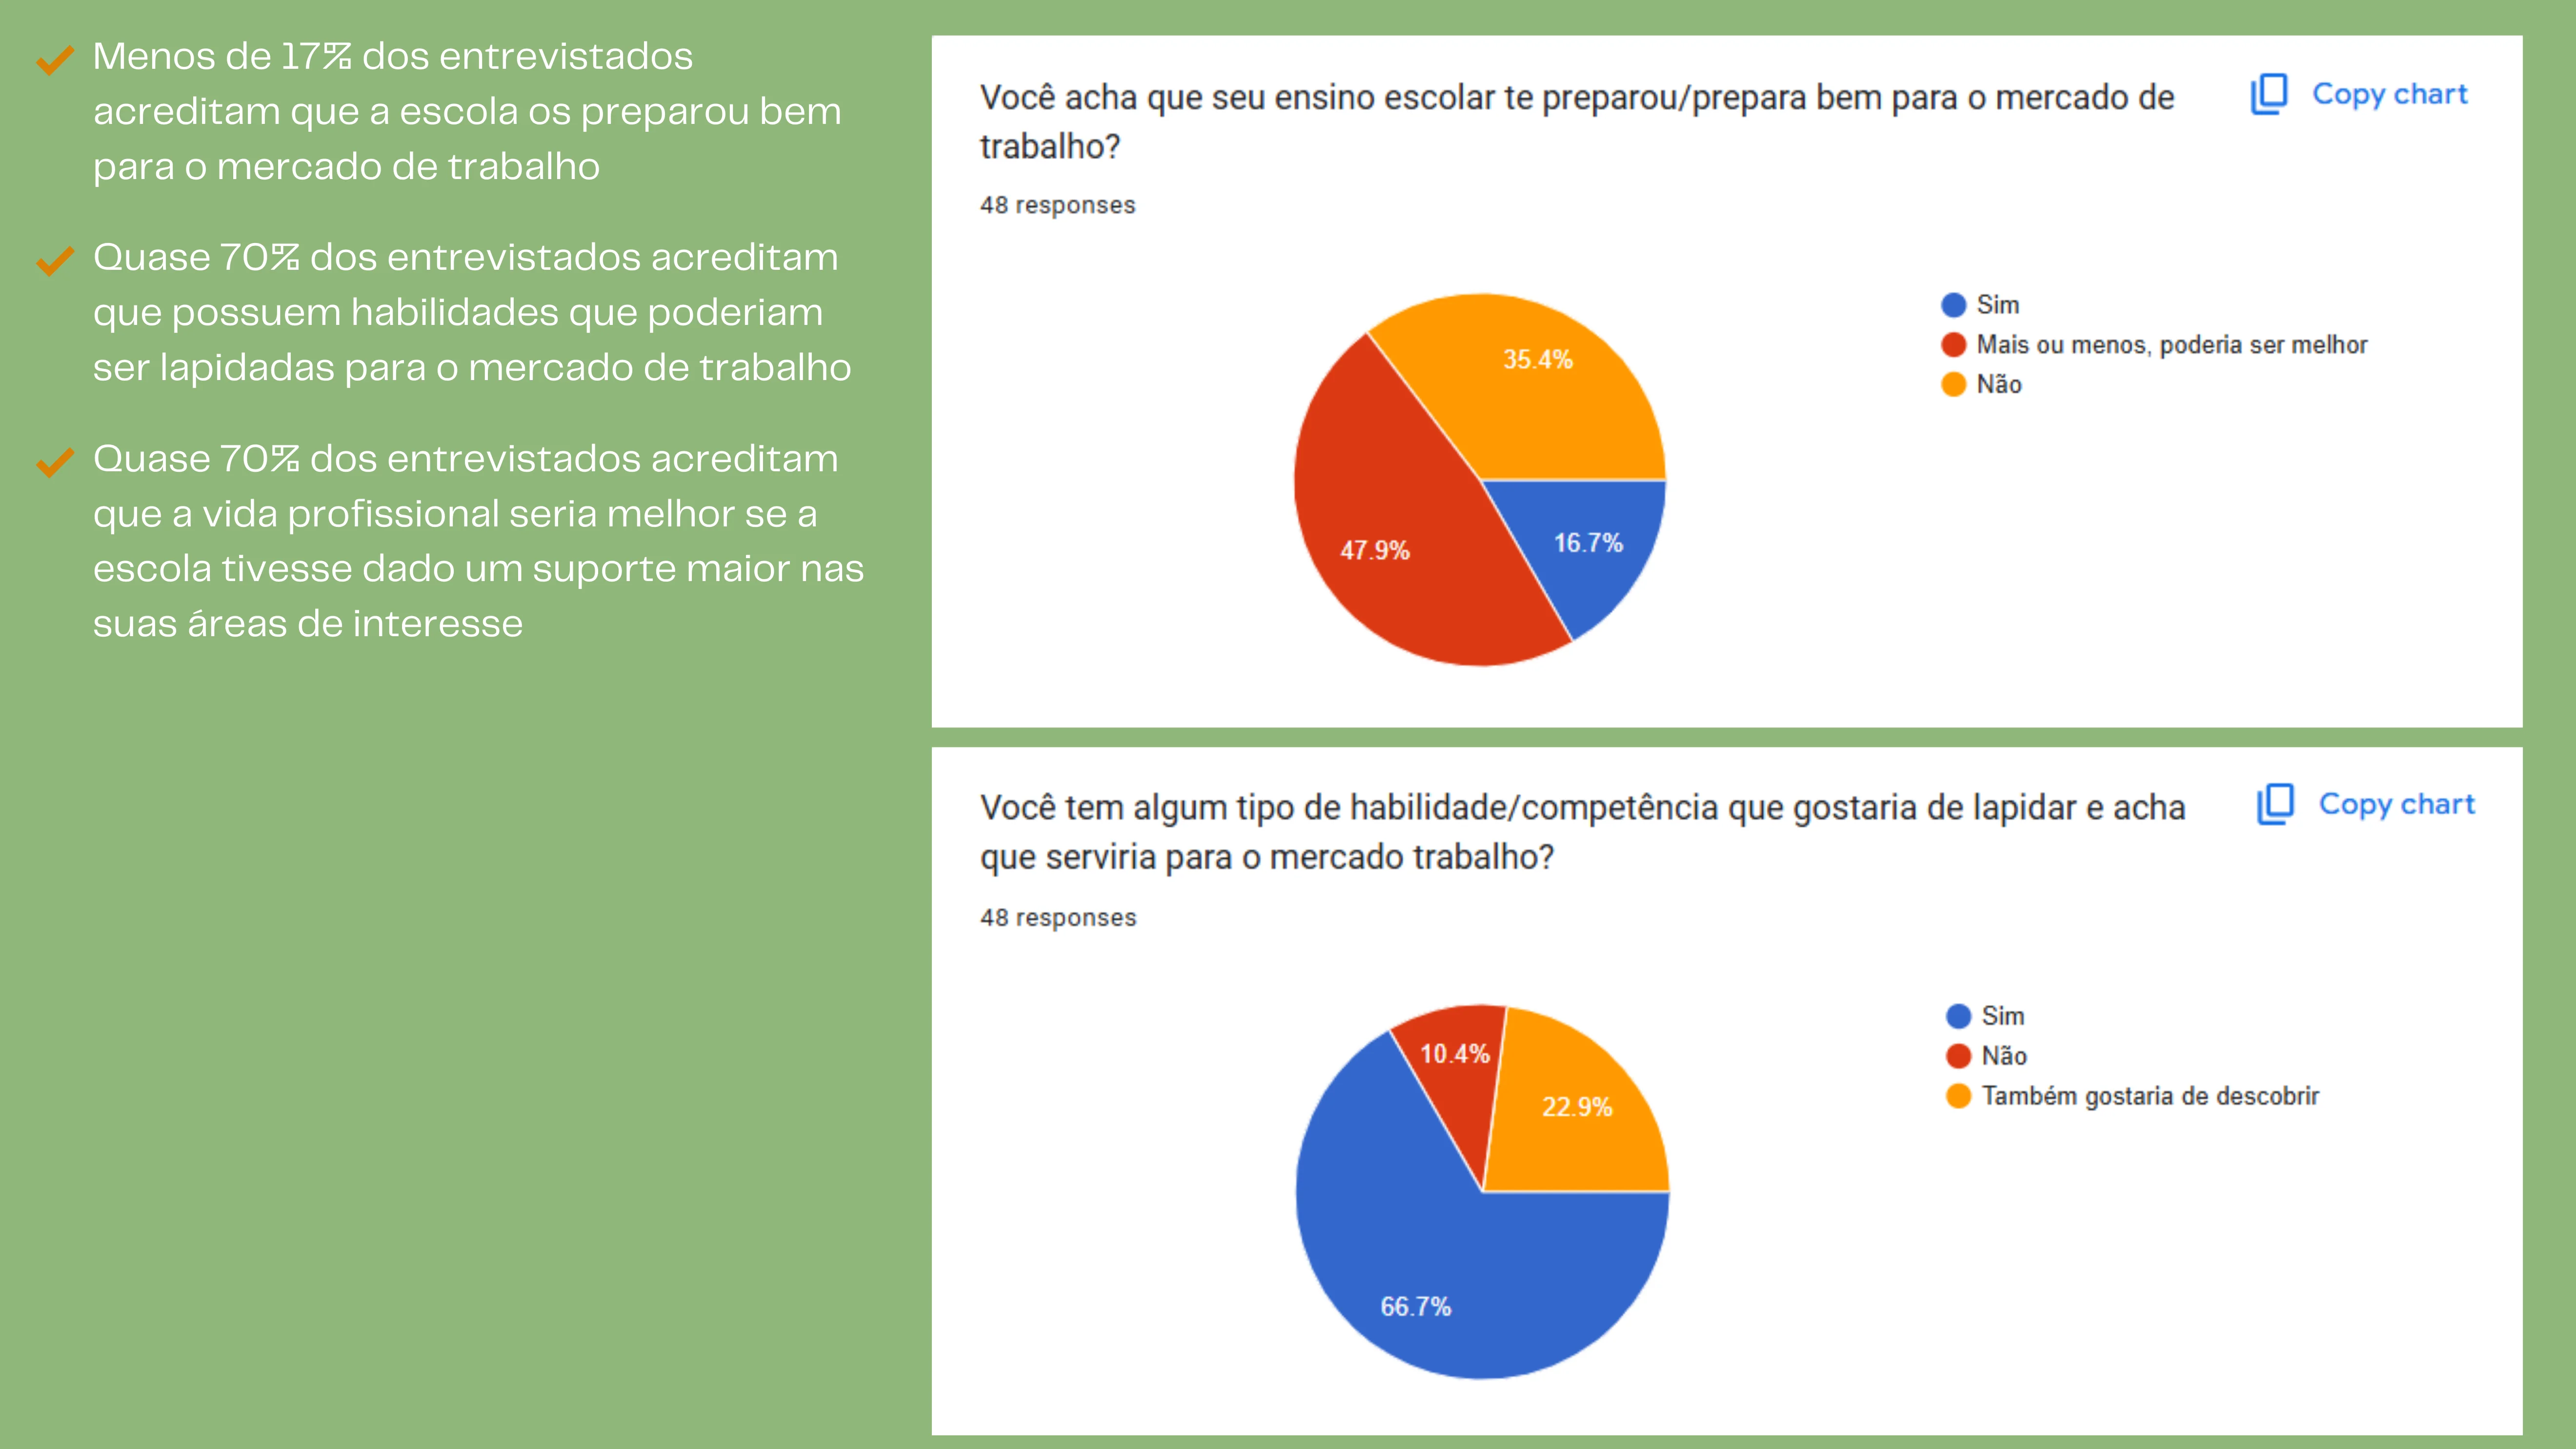 Menos de 17% dos entrevistados
acreditam que a escola os preparou bem
para o mercado de trabalho
Quase 70% dos entrevistados acreditam
que possuem habilidades que poderiam
ser lapidadas para o mercado de trabalho
Quase 70% dos entrevistados acreditam
que a vida profissional seria melhor se a
escola tivesse dado um suporte maior nas
suas áreas de interesse
Você acha que seu ensino escolar te preparou/prepara bem para o mercado de
trabalho?
Copy chart
48 responses
35.4%
47.9%
16.7%
Sim
Mais ou menos, poderia ser melhor
Não
Você tem algum tipo de habilidade/competência que gostaria de lapidar e acha
que serviria para o mercado trabalho?
Copy chart
48 responses
10.4%
22.9%
66.7%
Sim
Não
Também gostaria de descobrir